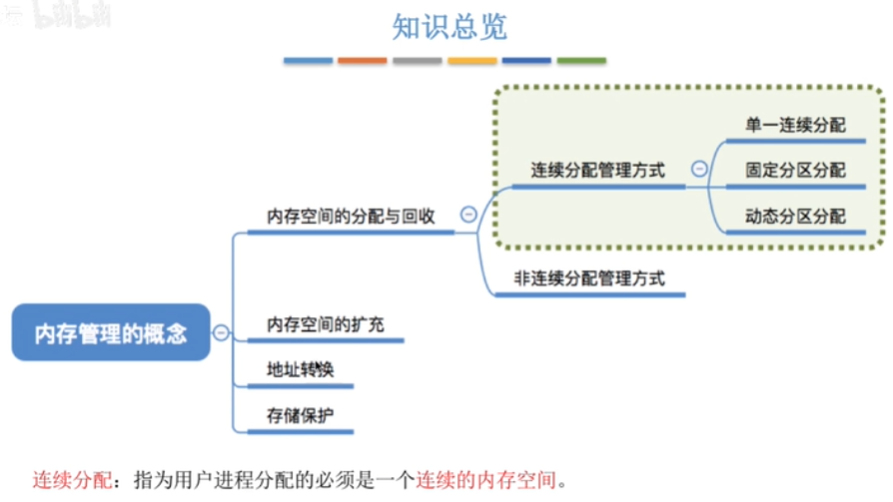 bilibili
知识总览
单一连续分配
连续分配管理方式
固定分区分配
内存空间的分配与回收
动态分区分配
非连续分配管理方式
内存空间的扩充
内存管理的概念
地址转换
存储保护
连续分配：指为用户进程分配的必须是一个连续的内存空间。